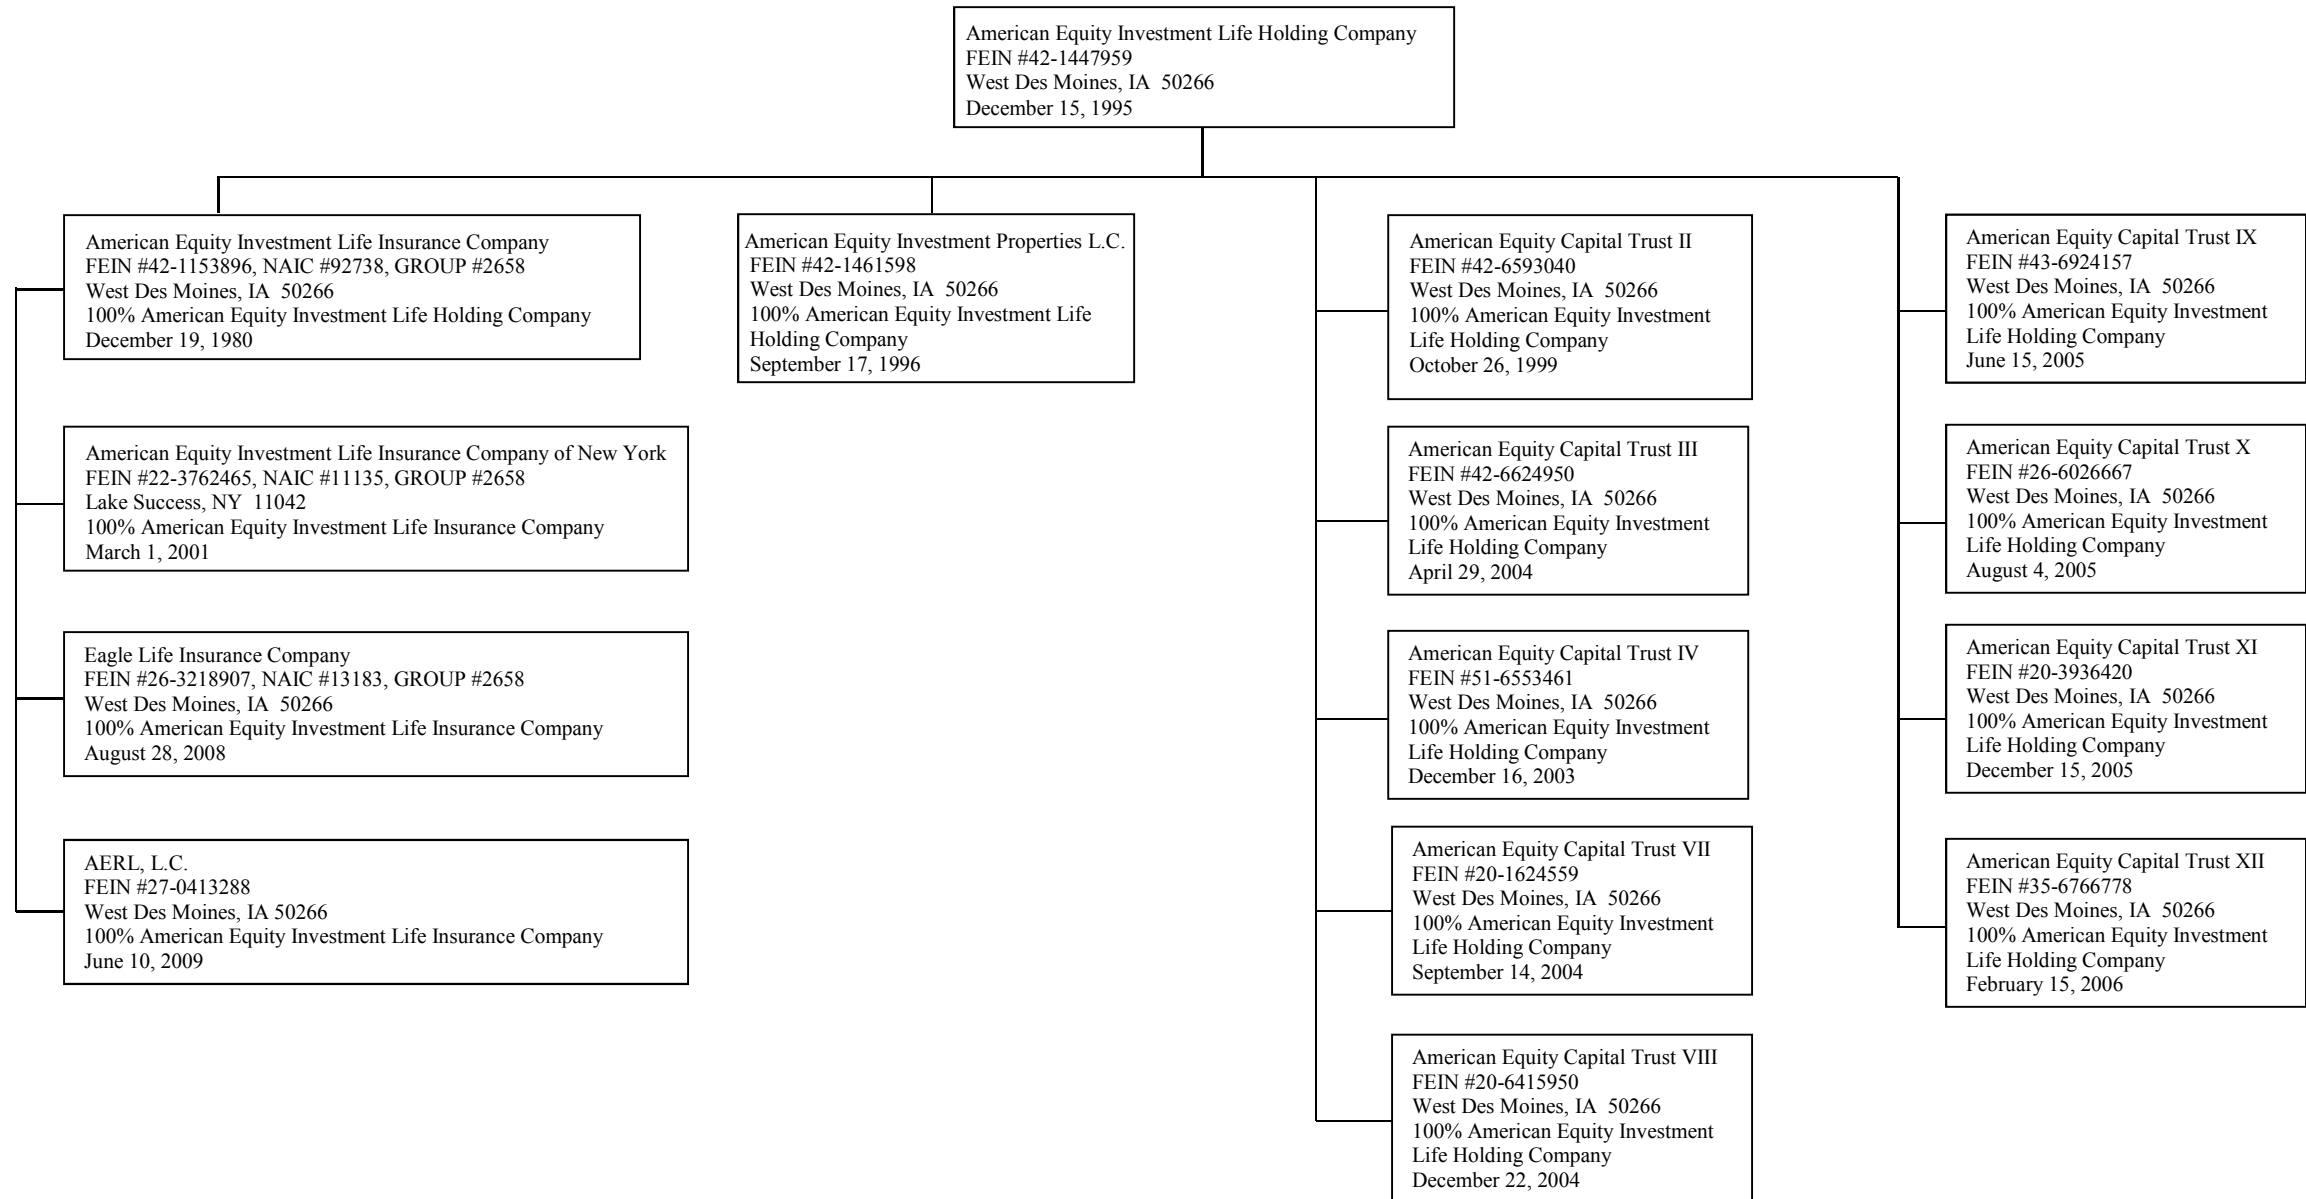 American Equity Investment Life Holding Company
FEIN #42-1447959
West Des Moines, IA  50266
December 15, 1995
American Equity Investment Life Insurance Company
FEIN #42-1153896, NAIC #92738, GROUP #2658
West Des Moines, IA  50266
100% American Equity Investment Life Holding Company
December 19, 1980
American Equity Investment Life Insurance Company of New York
FEIN #22-3762465, NAIC #11135, GROUP #2658
Lake Success, NY  11042
100% American Equity Investment Life Insurance Company
March 1, 2001
Eagle Life Insurance Company
FEIN #26-3218907, NAIC #13183, GROUP #2658
West Des Moines, IA  50266
100% American Equity Investment Life Insurance Company
August 28, 2008
AERL, L.C.
FEIN #27-0413288
West Des Moines, IA 50266
100% American Equity Investment Life Insurance Company
June 10, 2009
American Equity Investment Properties L.C.
FEIN #42-1461598
West Des Moines, IA  50266
100% American Equity Investment Life
Holding Company
September 17, 1996
American Equity Capital Trust II
FEIN #42-6593040
West Des Moines, IA  50266
100% American Equity Investment
Life Holding Company
October 26, 1999
American Equity Capital Trust III
FEIN #42-6624950
West Des Moines, IA  50266
100% American Equity Investment
Life Holding Company
April 29, 2004
American Equity Capital Trust IV
FEIN #51-6553461
West Des Moines, IA  50266
100% American Equity Investment
Life Holding Company
December 16, 2003
American Equity Capital Trust VII
FEIN #20-1624559
West Des Moines, IA  50266
100% American Equity Investment
Life Holding Company
September 14, 2004
American Equity Capital Trust VIII
FEIN #20-6415950
West Des Moines, IA  50266
100% American Equity Investment
Life Holding Company
December 22, 2004
American Equity Capital Trust IX
FEIN #43-6924157
West Des Moines, IA  50266
100% American Equity Investment
Life Holding Company
June 15, 2005
American Equity Capital Trust X
FEIN #26-6026667
West Des Moines, IA  50266
100% American Equity Investment
Life Holding Company
August 4, 2005
American Equity Capital Trust XI
FEIN #20-3936420
West Des Moines, IA  50266
100% American Equity Investment
Life Holding Company
December 15, 2005
American Equity Capital Trust XII
FEIN #35-6766778
West Des Moines, IA  50266
100% American Equity Investment
Life Holding Company
February 15, 2006